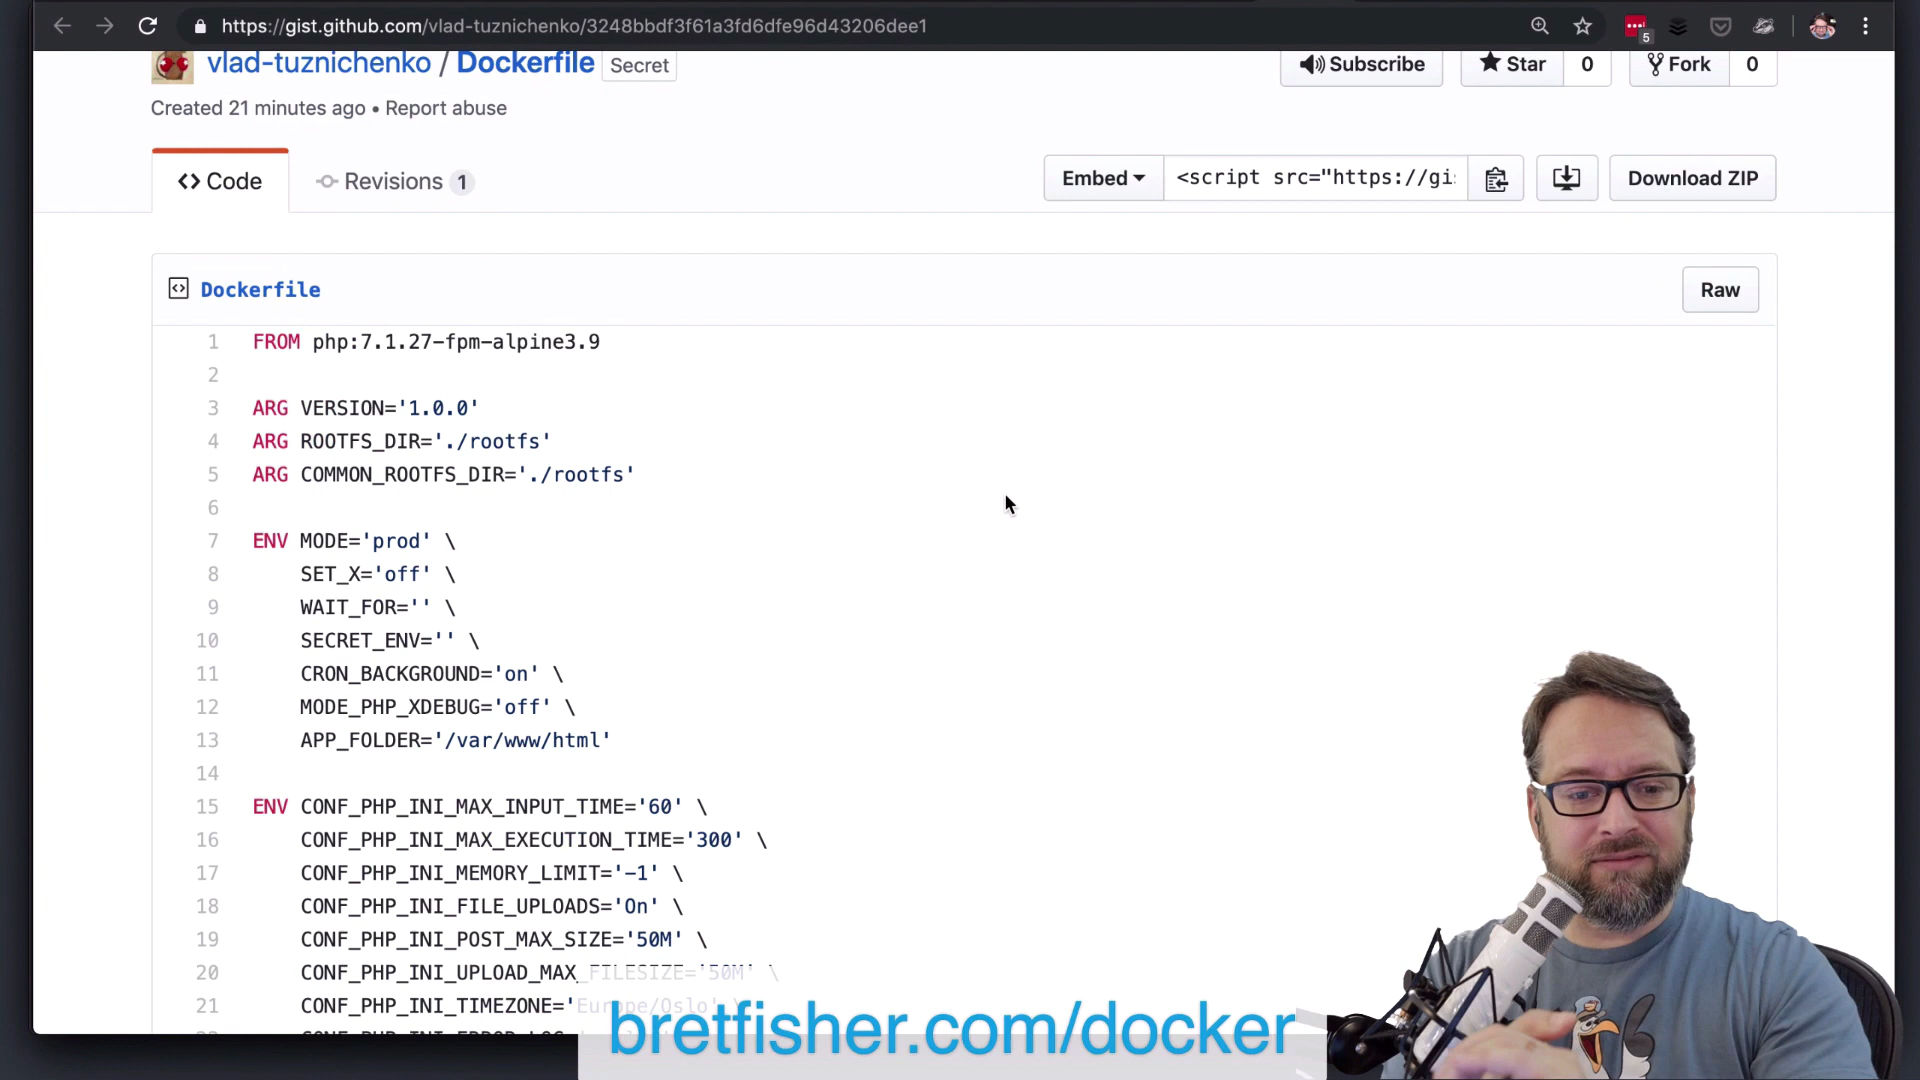 https://gist.github.com/vlad-tuznichenko/3248bbdf3f61a3fd6dfe96d43206dee1
5
vlad-tuznichenko / Dockerfile Secret
Subscribe Star 0 Fork 0
Created 21 minutes ago • Report abuse
<> Code Revisions 1
Embed <script src="https://gi
Download ZIP
Dockerfile
Raw
1 FROM php:7.1.27-fpm-alpine3.9
2
3 ARG VERSION='1.0.0'
4 ARG ROOTFS_DIR='./rootfs'
5 ARG COMMON_ROOTFS_DIR='./rootfs'
6
7 ENV MODE='prod' \
8 SET_X='off' \
9 WAIT_FOR='' \
10 SECRET_ENV='' \
11 CRON_BACKGROUND='on' \
12 MODE_PHP_XDEBUG='off' \
13 APP_FOLDER='/var/www/html'
14
15 ENV CONF_PHP_INI_MAX_INPUT_TIME='60' \
16 CONF_PHP_INI_MAX_EXECUTION_TIME='300' \
17 CONF_PHP_INI_MEMORY_LIMIT='-1' \
18 CONF_PHP_INI_FILE_UPLOADS='On' \
19 CONF_PHP_INI_POST_MAX_SIZE='50M' \
20 CONF_PHP_INI_UPLOAD_MAX_FILESIZE='50M' \
21 CONF_PHP_INI_TIMEZONE='Europe/Oslo' \
bretfisher.com/docker